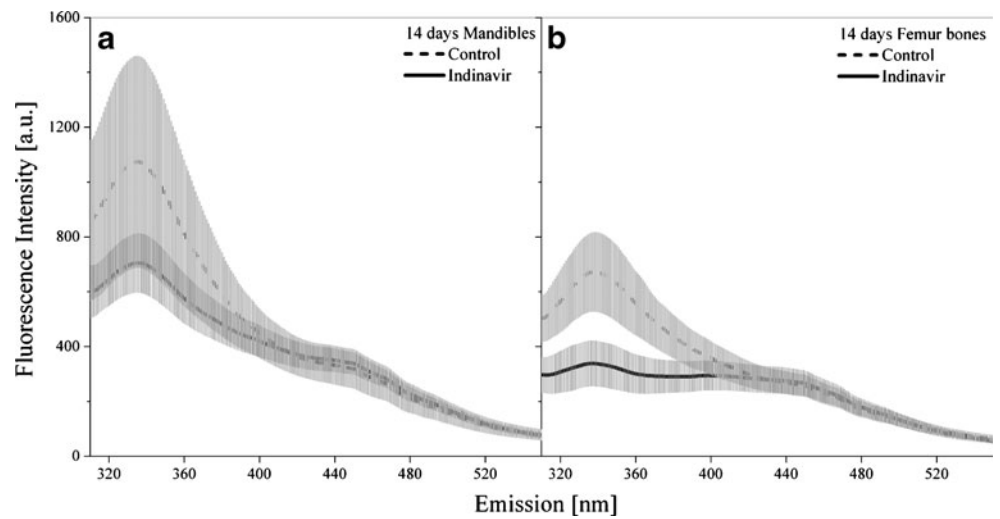 a
14 days Mandibles
Control
Indinavir
b
14 days Femur bones
Control
Indinavir
Fluorescence Intensity [a.u.]
1600
1200
800
400
0
320 360 400 440 480 520
320 360 400 440 480 520
Emission [nm]